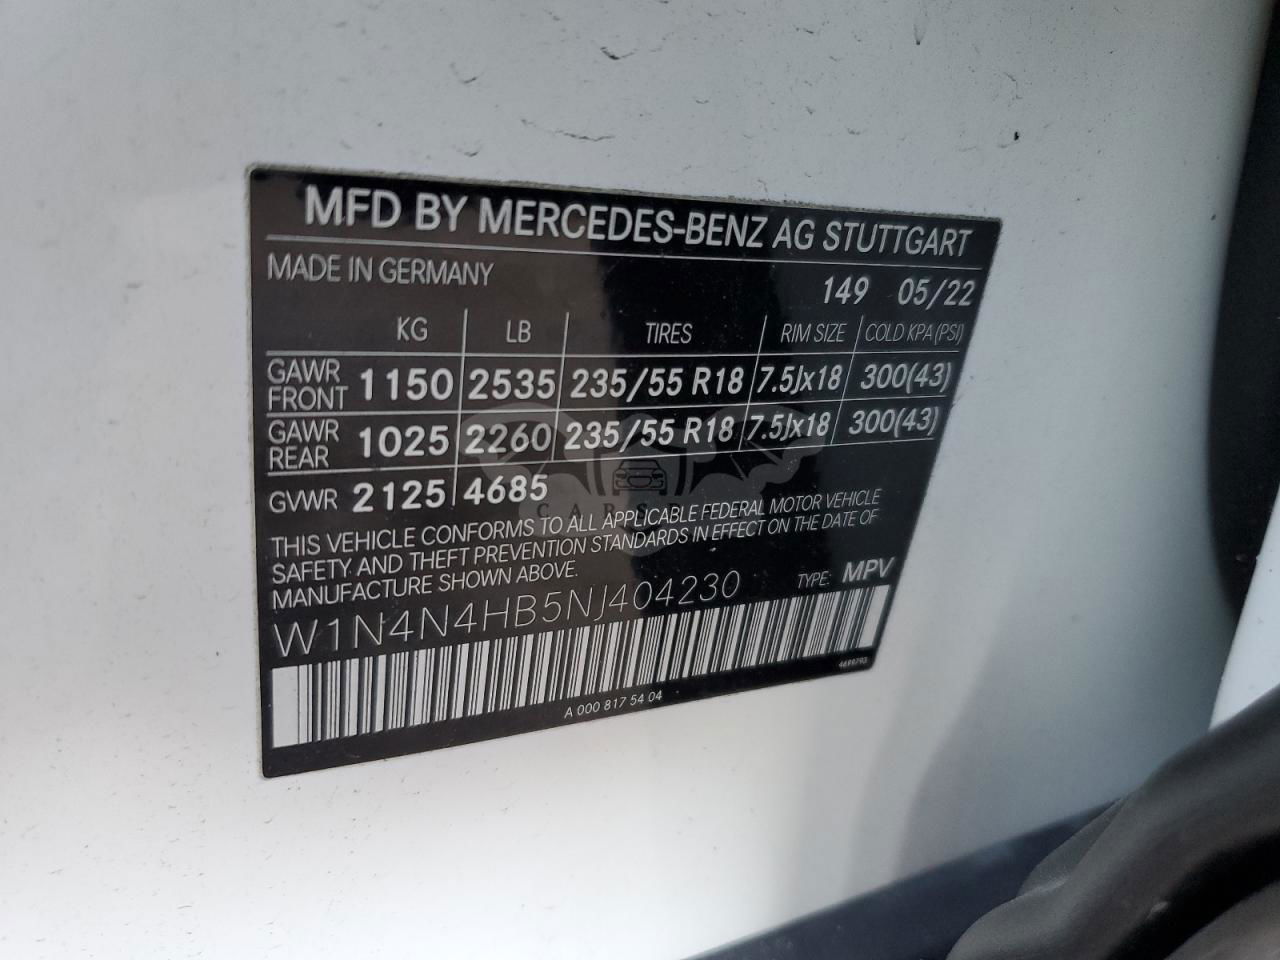 MFD BY MERCEDES-BENZ AG STUTTGART
MADE IN GERMANY 149 05/22
KG LB TIRES RIM SIZE COLD KPA (PSI)
GAWR FRONT 1150 2535 235/55 R18 7.5Jx18 300(43)
GAWR REAR 1025 2260 235/55 R18 7.5Jx18 300(43)
GVWR 2125 4685
THIS VEHICLE CONFORMS TO ALL APPLICABLE FEDERAL MOTOR VEHICLE
SAFETY AND THEFT PREVENTION STANDARDS IN EFFECT ON THE DATE OF
MANUFACTURE SHOWN ABOVE.
W1N4N4HB5NJ404230 TYPE: MPV
4699793
A 000 817 54 04